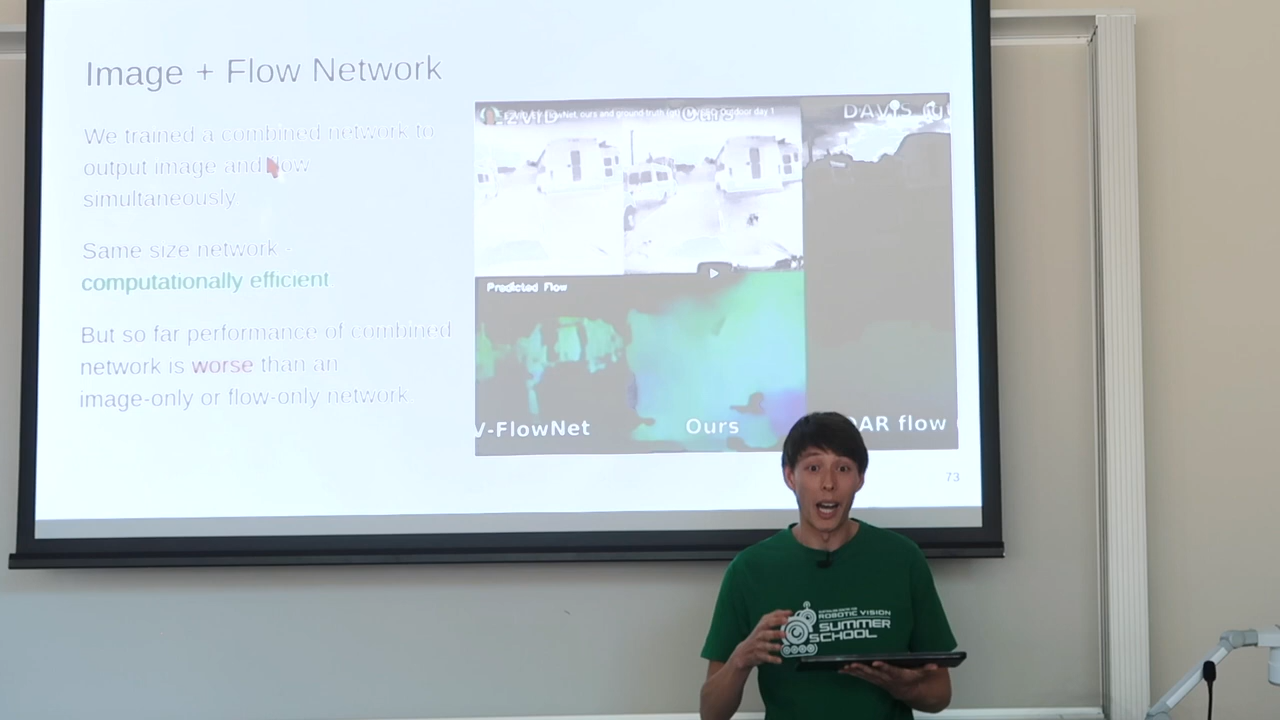 Image + Flow Network
We trained a combined network to
output image and flow
simultaneously
Same size network -
computationally efficient
But so far performance of combined
network is worse than an
image-only or flow-only network
Ours
DAVIS
Predicted Flow
V-FlowNet
Ours
DAR flow
73
ROBOTIC VISION
SUMMER
SCHOOL